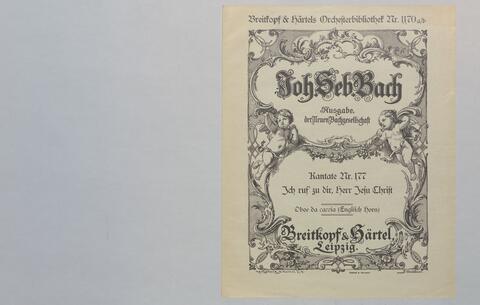 Breitkopf & Härtels Orchesterbibliothek Nr. 1170 a/b.
Joh. Seb. Bach
Ausgabe
der Neuen Bachgesellschaft
Kantate Nr. 177
Ich ruf zu dir, Herr Jesu Christ
Oboe da caccia (Englisch Horn)
Breitkopf & Härtel,
Leipzig.